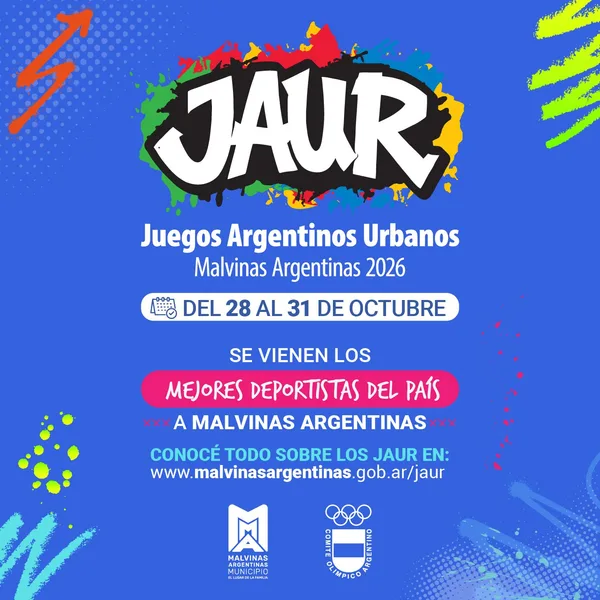 JAUR
Juegos Argentinos Urbanos
Malvinas Argentinas 2026
DEL 28 AL 31 DE OCTUBRE
SE VIENEN LOS
MEJORES DEPORTISTAS DEL PAÍS
A MALVINAS ARGENTINAS
CONOCÉ TODO SOBRE LOS JAUR EN:
www.malvinasargentinas.gob.ar/jaur
MALVINAS
ARGENTINAS
MUNICIPIO
EL LUGAR DE LA FAMILIA
COMITÉ OLÍMPICO ARGENTINO